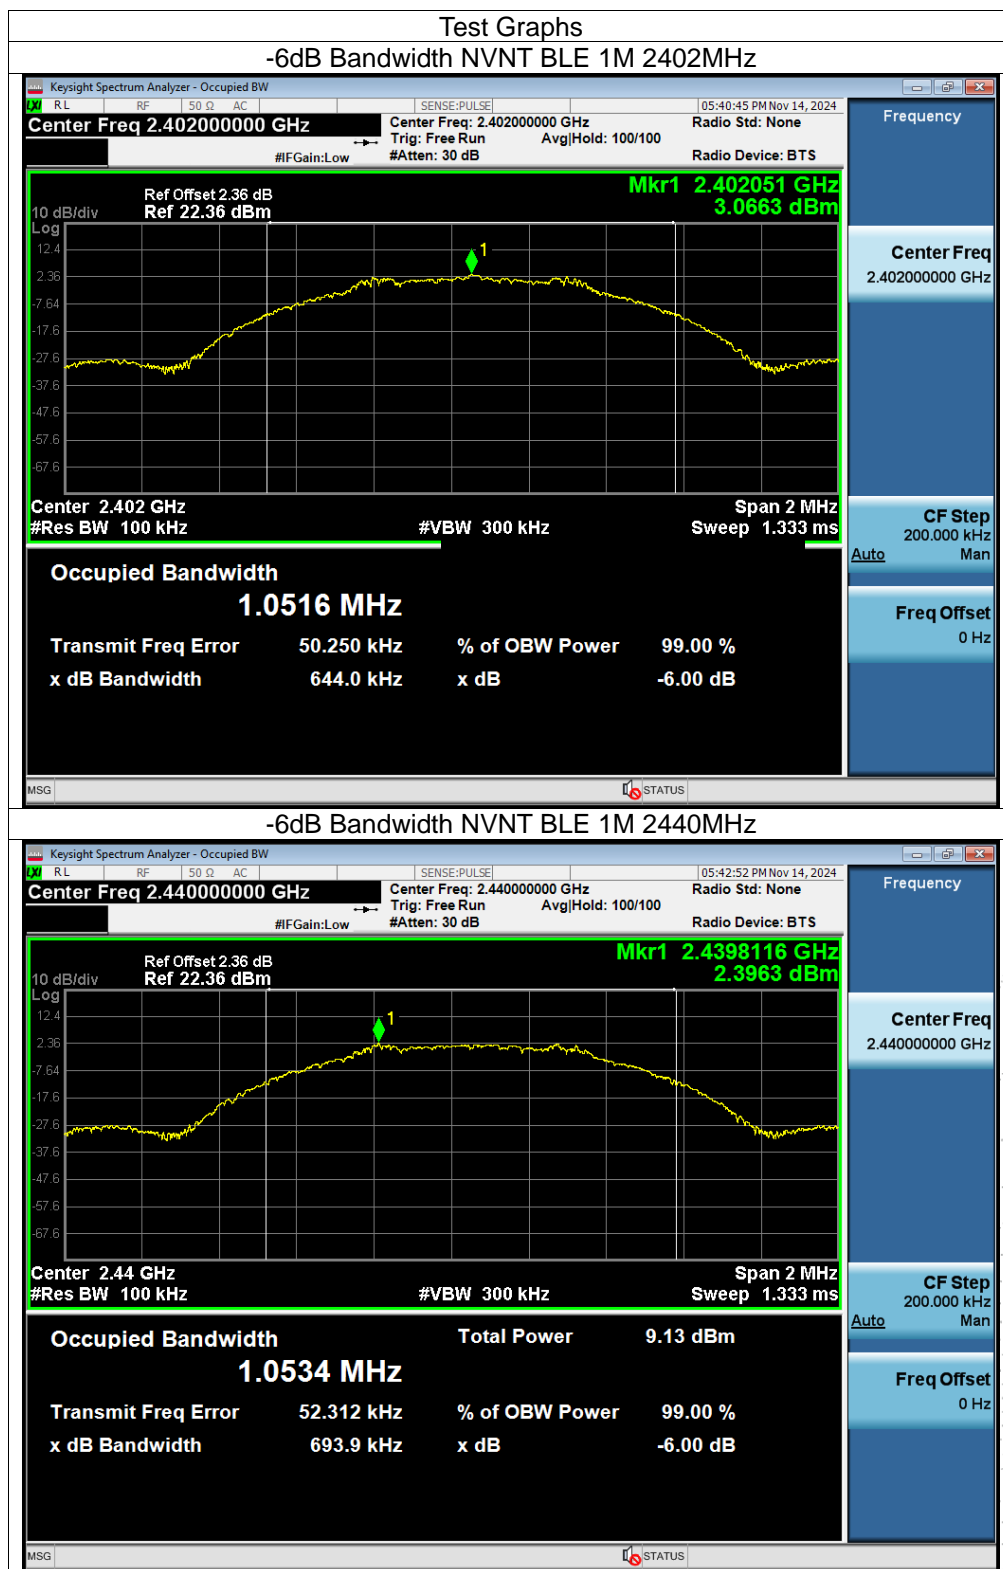 Test Graphs
-6dB Bandwidth NVNT BLE 1M 2402MHz
Keysight Spectrum Analyzer - Occupied BW
LXI RL RF 50 Ω AC SENSE:PULSE 05:40:45 PM Nov 14, 2024
Center Freq 2.402000000 GHz Center Freq: 2.402000000 GHz Radio Std: None Frequency
Trig: Free Run Avg|Hold: 100/100
#IFGain:Low #Atten: 30 dB Radio Device: BTS
Mkr1 2.402051 GHz
Ref Offset 2.36 dB 3.0663 dBm
10 dB/div Ref 22.36 dBm
Log
12.4 1 Center Freq
2.36 2.402000000 GHz
-7.64
-17.6
-27.6
-37.6
-47.6
-57.6
-67.6
Center 2.402 GHz Span 2 MHz CF Step
#Res BW 100 kHz #VBW 300 kHz Sweep 1.333 ms 200.000 kHz
Auto Man
Occupied Bandwidth
1.0516 MHz Freq Offset
Transmit Freq Error 50.250 kHz % of OBW Power 99.00 % 0 Hz
x dB Bandwidth 644.0 kHz x dB -6.00 dB
MSG STATUS
-6dB Bandwidth NVNT BLE 1M 2440MHz
Keysight Spectrum Analyzer - Occupied BW
LXI RL RF 50 Ω AC SENSE:PULSE 05:42:52 PM Nov 14, 2024
Center Freq 2.440000000 GHz Center Freq: 2.440000000 GHz Radio Std: None Frequency
Trig: Free Run Avg|Hold: 100/100
#IFGain:Low #Atten: 30 dB Radio Device: BTS
Mkr1 2.4398116 GHz
Ref Offset 2.36 dB 2.3963 dBm
10 dB/div Ref 22.36 dBm
Log
12.4 1 Center Freq
2.36 2.440000000 GHz
-7.64
-17.6
-27.6
-37.6
-47.6
-57.6
-67.6
Center 2.44 GHz Span 2 MHz CF Step
#Res BW 100 kHz #VBW 300 kHz Sweep 1.333 ms 200.000 kHz
Auto Man
Occupied Bandwidth Total Power 9.13 dBm
1.0534 MHz Freq Offset
Transmit Freq Error 52.312 kHz % of OBW Power 99.00 % 0 Hz
x dB Bandwidth 693.9 kHz x dB -6.00 dB
MSG STATUS